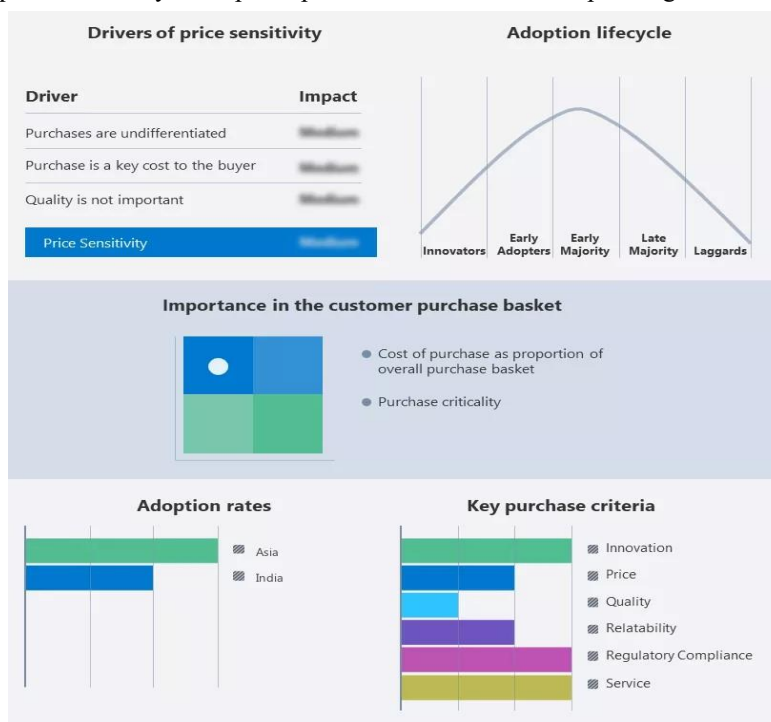 Drivers of price sensitivity
Driver Impact
Purchases are undifferentiated
Purchase is a key cost to the buyer
Quality is not important
Price Sensitivity
Adoption lifecycle
Innovators
Early Adopters
Early Majority
Late Majority
Laggards
Importance in the customer purchase basket
Cost of purchase as proportion of
overall purchase basket
Purchase criticality
Adoption rates
Asia
India
Key purchase criteria
Innovation
Price
Quality
Relatability
Regulatory Compliance
Service